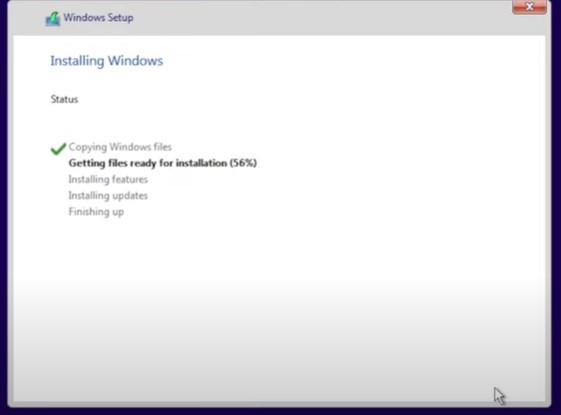 Windows Setup
Installing Windows
Status
Copying Windows files
Getting files ready for installation (56%)
Installing features
Installing updates
Finishing up